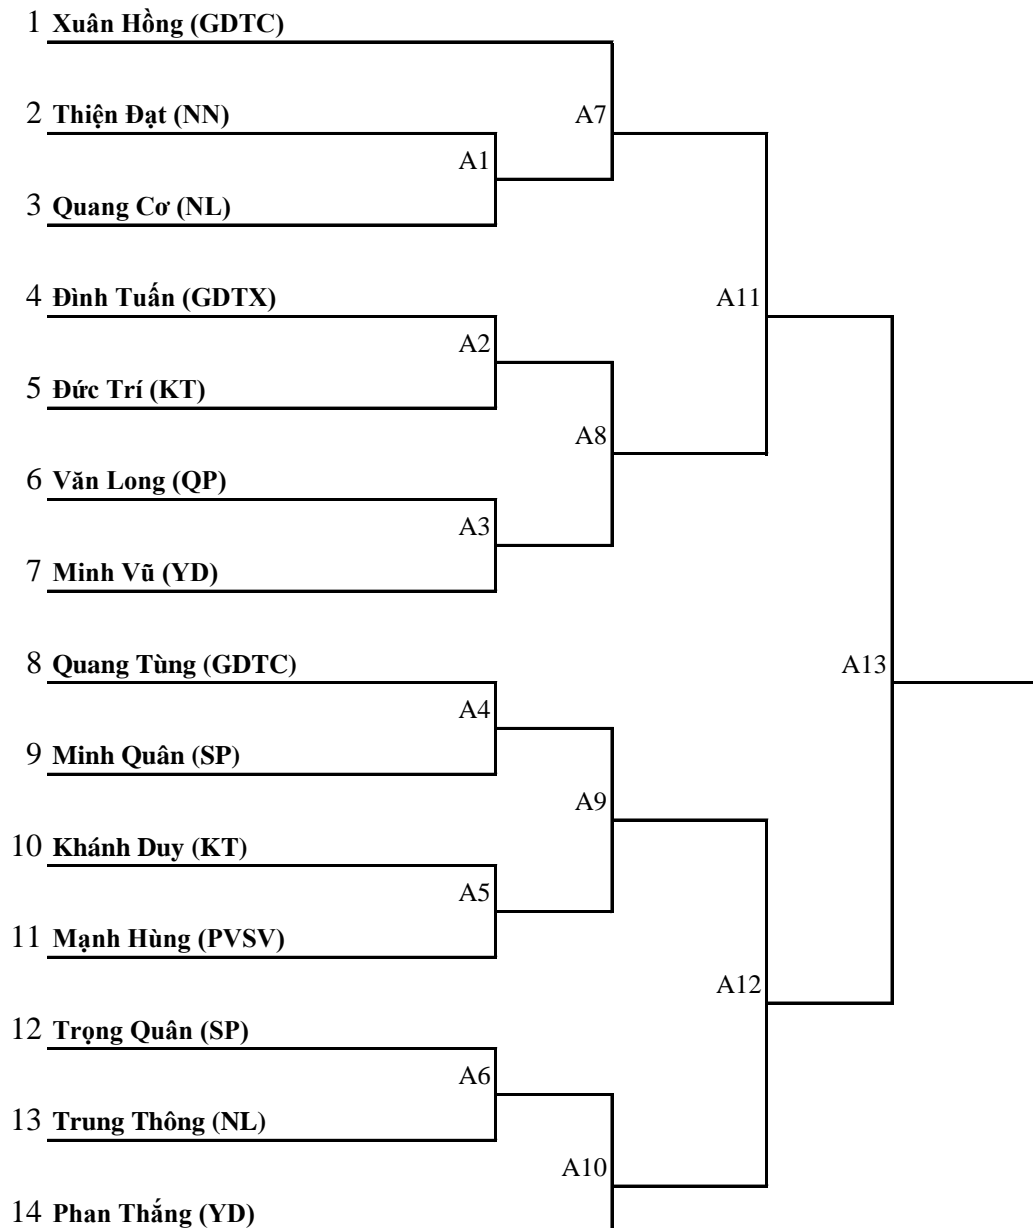 1 Xuân Hồng (GDTC)
2 Thiện Đạt (NN)
A7
A1
3 Quang Cơ (NL)
4 Đình Tuấn (GDTX)
A11
A2
5 Đức Trí (KT)
A8
6 Văn Long (QP)
A3
7 Minh Vũ (YD)
8 Quang Tùng (GDTC)
A13
A4
9 Minh Quân (SP)
A9
10 Khánh Duy (KT)
A5
11 Mạnh Hùng (PVSV)
A12
12 Trọng Quân (SP)
A6
13 Trung Thông (NL)
A10
14 Phan Thắng (YD)